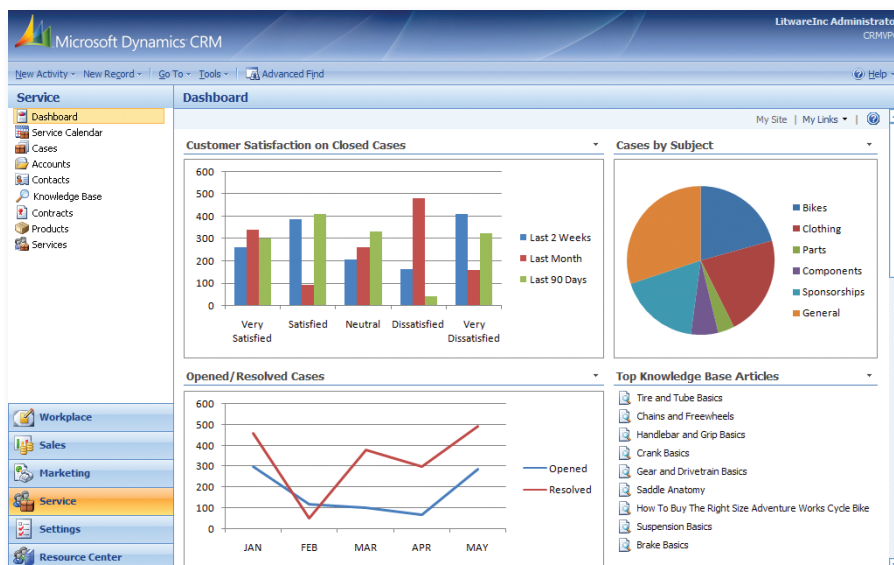 LitwareInc Administrato
CRMVP
Microsoft Dynamics CRM
New Activity New Record Go To Tools Advanced Find Help
Service
Dashboard
Service Calendar
Cases
Accounts
Contacts
Knowledge Base
Contracts
Products
Services
Workplace
Sales
Marketing
Service
Settings
Resource Center
Dashboard
My Site | My Links |
Customer Satisfaction on Closed Cases
600
500
400
300
200
100
0
Very Satisfied
Satisfied
Neutral
Dissatisfied
Very Dissatisfied
Last 2 Weeks
Last Month
Last 90 Days
Cases by Subject
Bikes
Clothing
Parts
Components
Sponsorships
General
Opened/Resolved Cases
600
500
400
300
200
100
0
JAN FEB MAR APR MAY
Opened
Resolved
Top Knowledge Base Articles
Tire and Tube Basics
Chains and Freewheels
Handlebar and Grip Basics
Crank Basics
Gear and Drivetrain Basics
Saddle Anatomy
How To Buy The Right Size Adventure Works Cycle Bike
Suspension Basics
Brake Basics